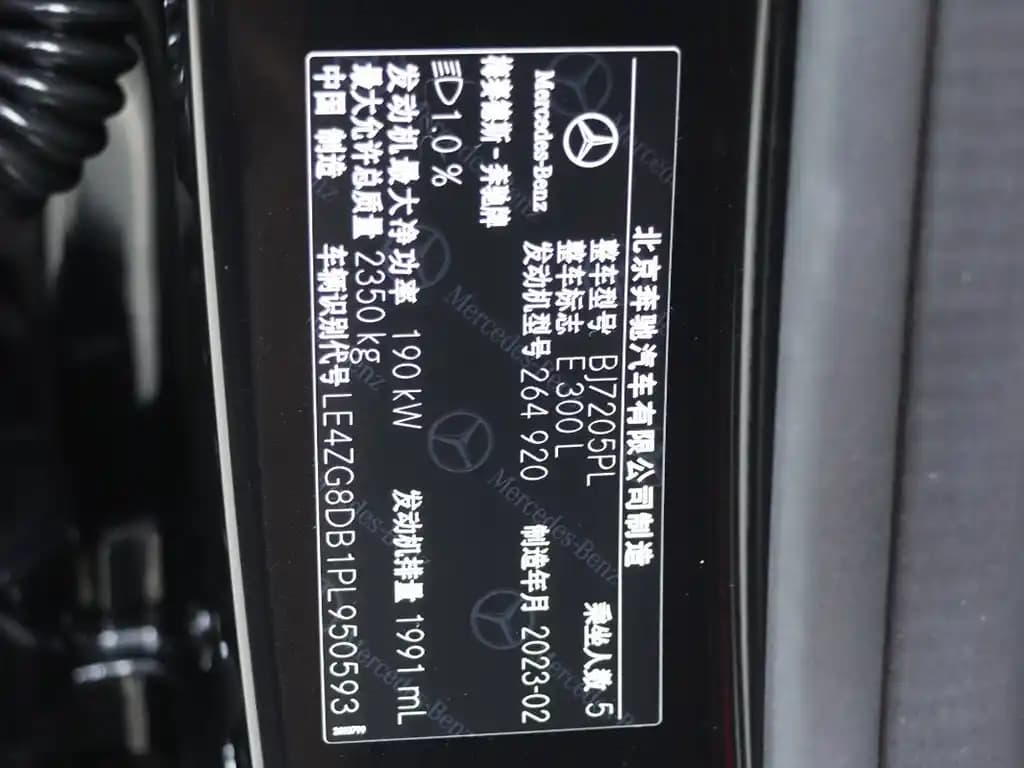 北京奔驰汽车有限公司制造
Mercedes-Benz
整车型号 BJ7205PL 乘坐人数 5
整车标志 E 300 L
发动机型号 264 920 制造年月 2023-02
梅赛德斯-奔驰牌
1.0 %
发动机最大净功率 190 kW 发动机排量 1991 mL
最大允许总质量 2350 kg
中国 制造 车辆识别代号 LE4ZG8DB1PL950593